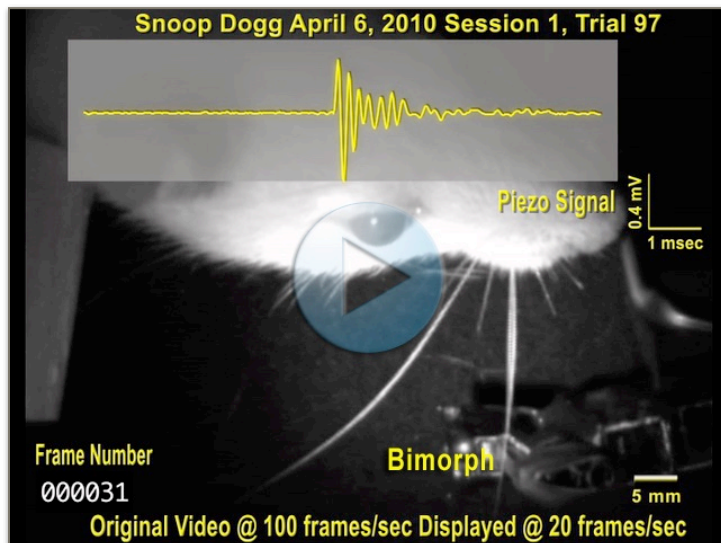 Snoop Dogg April 6, 2010 Session 1, Trial 97
Piezo Signal
0.4 mV
1 msec
Bimorph
Frame Number
000031
5 mm
Original Video @ 100 frames/sec Displayed @ 20 frames/sec